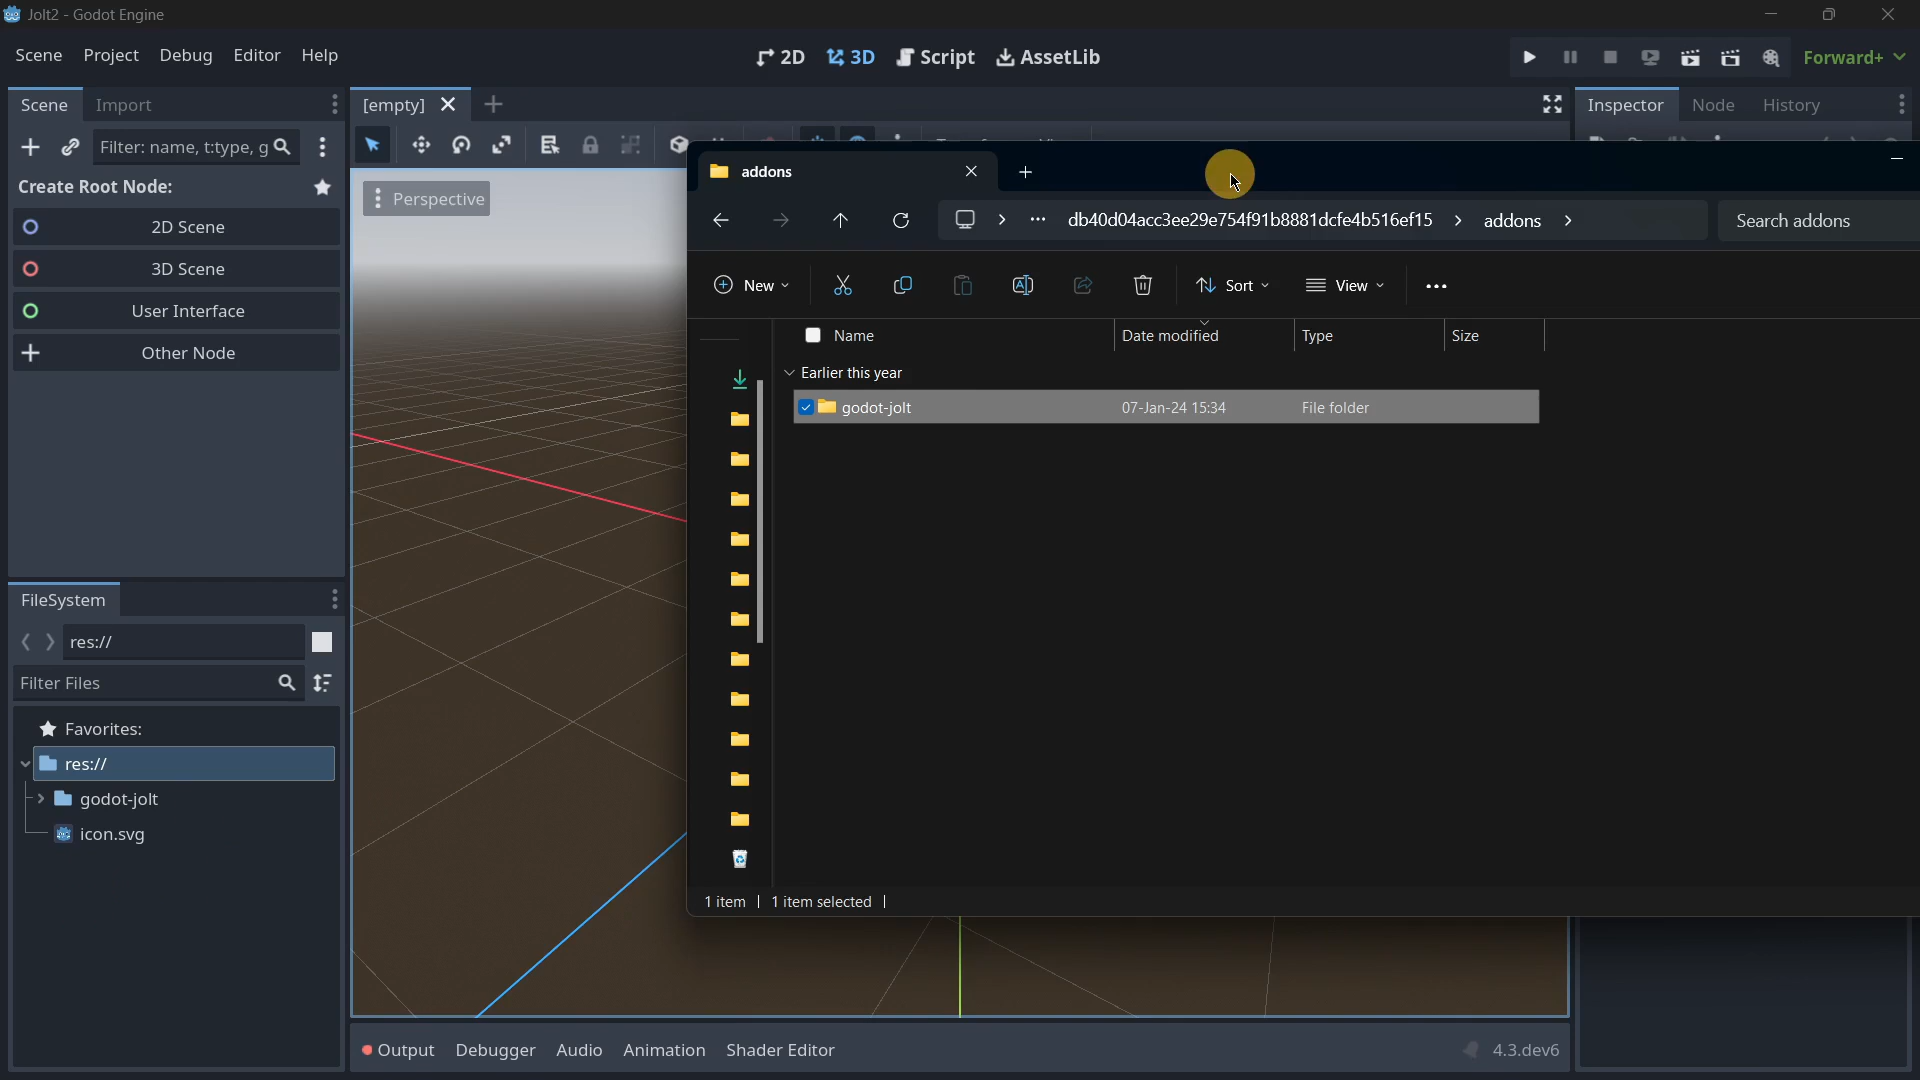 Jolt2 - Godot Engine
Scene Project Debug Editor Help
2D 3D Script AssetLib
Forward+
Scene Import
[empty]
Inspector Node History
Filter: name, t:type, g
Create Root Node:
2D Scene
3D Scene
User Interface
Other Node
Perspective
addons
db40d04acc3ee29e754f91b8881dcfe4b516ef15 > addons >
Search addons
New Sort View
Name Date modified Type Size
Earlier this year
godot-jolt 07-Jan-24 15:34 File folder
1 item 1 item selected
FileSystem
res://
Filter Files
Favorites:
res://
godot-jolt
icon.svg
Output Debugger Audio Animation Shader Editor
4.3.dev6